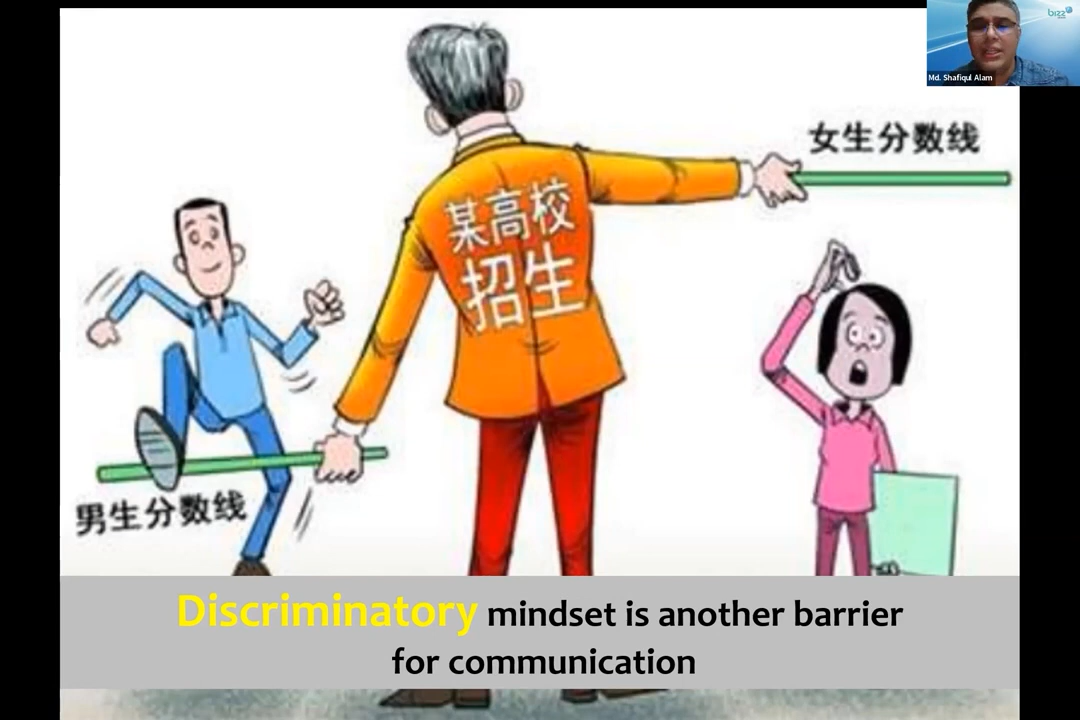 bizz
Md. Shafiqul Alam
女生分数线
某高校
招生
男生分数线
Discriminatory mindset is another barrier
for communication